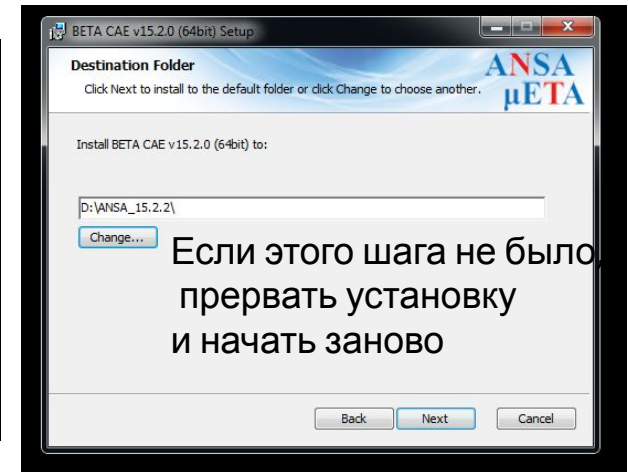 BETA CAE v15.2.0 (64bit) Setup
Destination Folder
Click Next to install to the default folder or click Change to choose another.
ANSA
µETA
Install BETA CAE v15.2.0 (64bit) to:
D:\ANSA_15.2.2\
Change...
Если этого шага не было,
прервать установку
и начать заново
Back
Next
Cancel